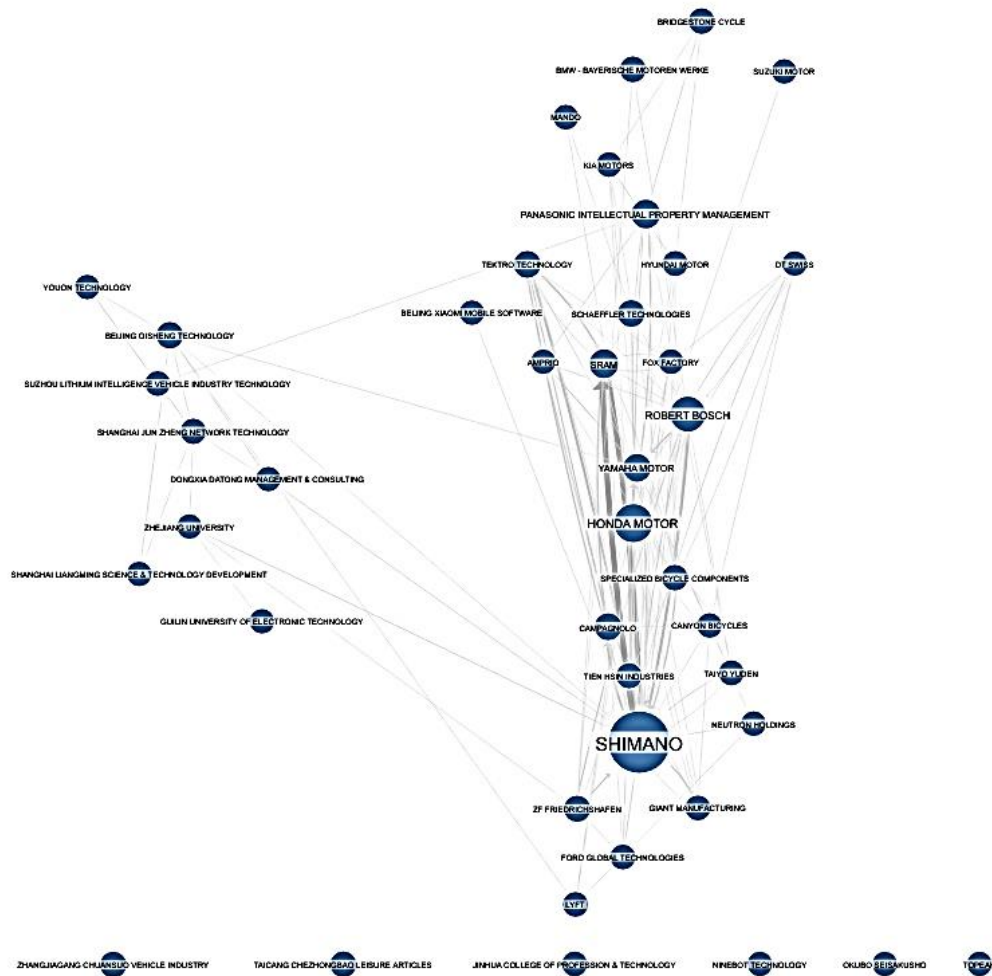 BRIDGESTONE CYCLE
BMW - BAYERISCHE MOTOREN WERKE
SUZUKI MOTOR
MANDO
KIA MOTORS
PANASONIC INTELLECTUAL PROPERTY MANAGEMENT
TEKTRO TECHNOLOGY
HYUNDAI MOTOR
DT SWISS
YOUON TECHNOLOGY
BEIJING XIAOMI MOBILE SOFTWARE
SCHAEFFLER TECHNOLOGIES
BEIJING QISHENG TECHNOLOGY
AMPRIO
SRAM
FOX FACTORY
SUZHOU LITHIUM INTELLIGENCE VEHICLE INDUSTRY TECHNOLOGY
ROBERT BOSCH
SHANGHAI JUN ZHENG NETWORK TECHNOLOGY
YAMAHA MOTOR
DONGXIA DATONG MANAGEMENT & CONSULTING
HONDA MOTOR
ZHEJIANG UNIVERSITY
SHANGHAI LIANGMING SCIENCE & TECHNOLOGY DEVELOPMENT
SPECIALIZED BICYCLE COMPONENTS
GUILIN UNIVERSITY OF ELECTRONIC TECHNOLOGY
CAMPAGNOLO
CANYON BICYCLES
TIEN HSIN INDUSTRIES
TAIYO YUDEN
NEUTRON HOLDINGS
SHIMANO
ZF FRIEDRICHSHAFEN
GIANT MANUFACTURING
FORD GLOBAL TECHNOLOGIES
LYFT
ZHANGJIAGANG CHUANSUO VEHICLE INDUSTRY
TAICANG CHEZHONGBAO LEISURE ARTICLES
JINHUA COLLEGE OF PROFESSION & TECHNOLOGY
NINEBOT TECHNOLOGY
OKUBO SEISAKUSHO
TOPEA